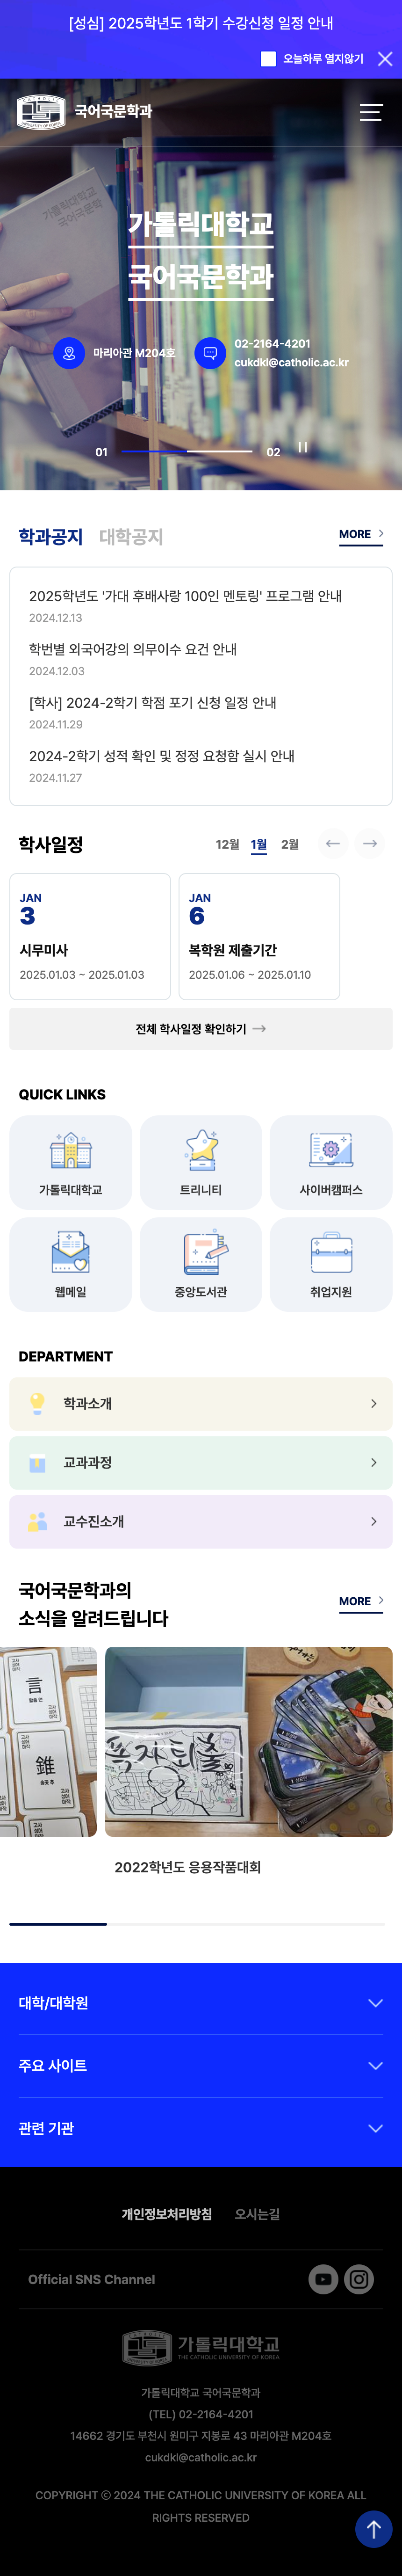 [성심] 2025학년도 1학기 수강신청 일정 안내
오늘하루 열지않기
국어국문학과
가톨릭대학교
국어국문학과
마리아관 M204호
02-2164-4201
cukdkl@catholic.ac.kr
01
02
학과공지
대학공지
MORE
2025학년도 '가대 후배사랑 100인 멘토링' 프로그램 안내
2024.12.13
학번별 외국어강의 의무이수 요건 안내
2024.12.03
[학사] 2024-2학기 학점 포기 신청 일정 안내
2024.11.29
2024-2학기 성적 확인 및 정정 요청함 실시 안내
2024.11.27
학사일정
12월
1월
2월
JAN
3
시무미사
2025.01.03 ~ 2025.01.03
JAN
6
복학원 제출기간
2025.01.06 ~ 2025.01.10
전체 학사일정 확인하기
QUICK LINKS
가톨릭대학교
트리니티
사이버캠퍼스
웹메일
중앙도서관
취업지원
DEPARTMENT
학과소개
교과과정
교수진소개
국어국문학과의
소식을 알려드립니다
MORE
言
錐
2022학년도 응용작품대회
대학/대학원
주요 사이트
관련 기관
개인정보처리방침
오시는길
Official SNS Channel
가톨릭대학교
THE CATHOLIC UNIVERSITY OF KOREA
가톨릭대학교 국어국문학과
(TEL) 02-2164-4201
14662 경기도 부천시 원미구 지봉로 43 마리아관 M204호
cukdkl@catholic.ac.kr
COPYRIGHT ⓒ 2024 THE CATHOLIC UNIVERSITY OF KOREA ALL
RIGHTS RESERVED